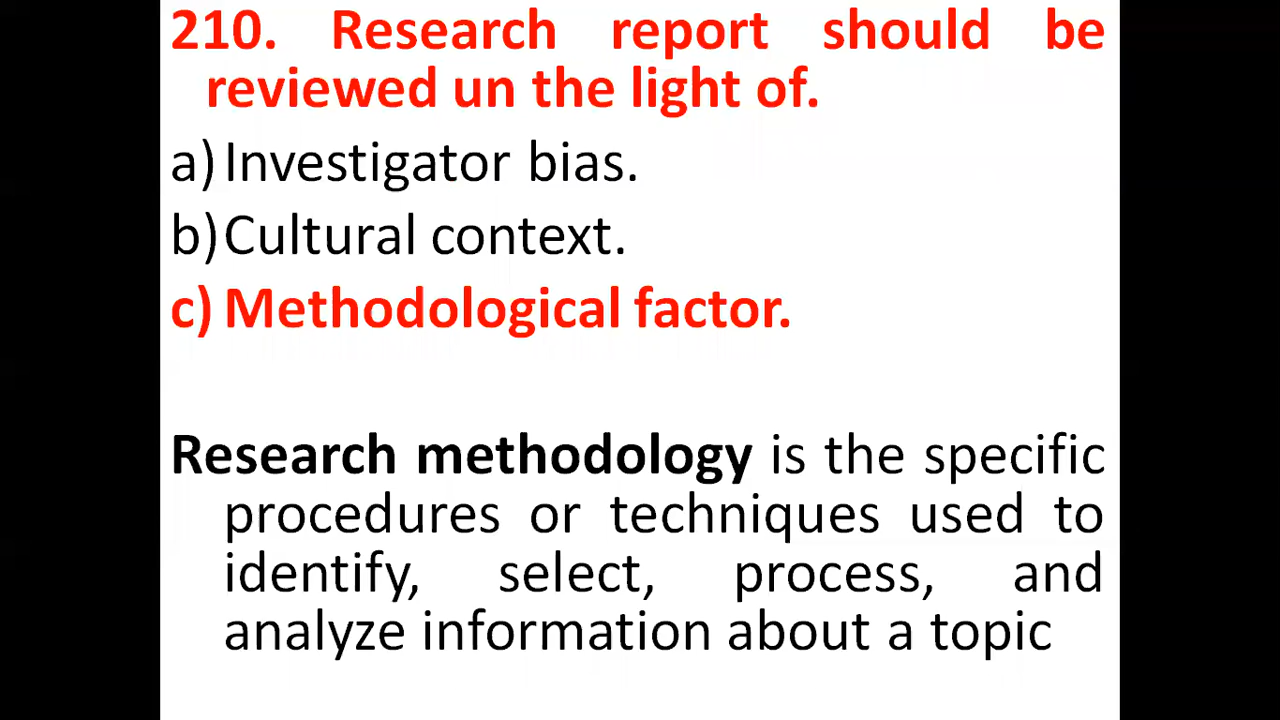 210. Research report should be
reviewed un the light of.
a) Investigator bias.
b) Cultural context.
c) Methodological factor.
Research methodology is the specific
procedures or techniques used to
identify, select, process, and
analyze information about a topic